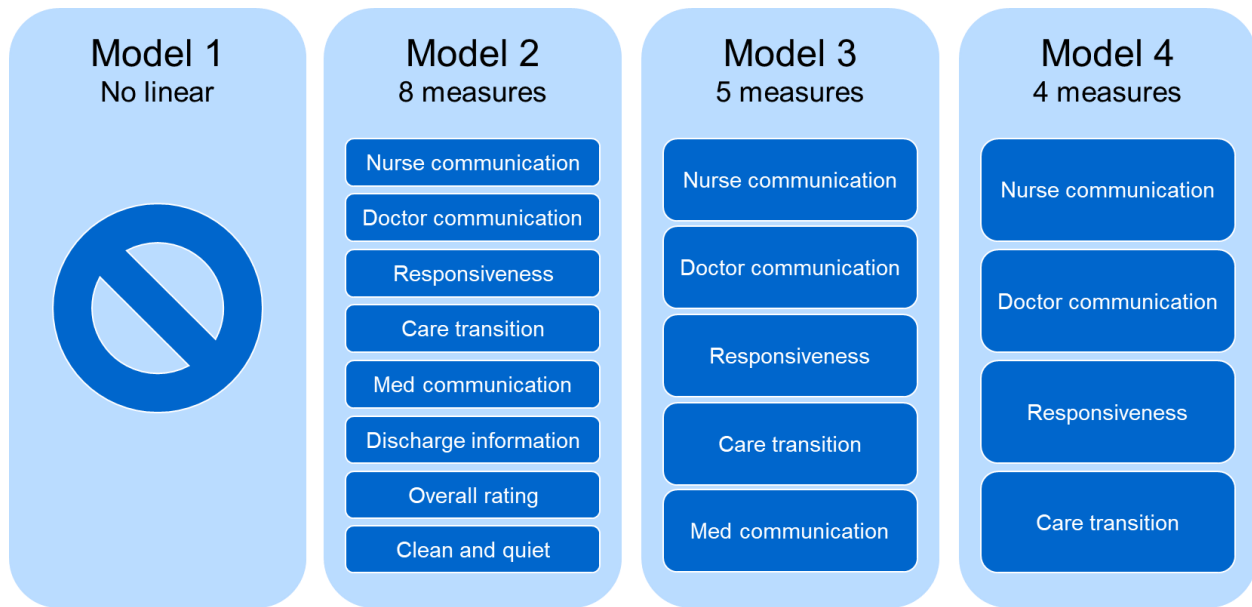 Model 1
No linear
Model 2
8 measures
Nurse communication
Doctor communication
Responsiveness
Care transition
Med communication
Discharge information
Overall rating
Clean and quiet
Model 3
5 measures
Nurse communication
Doctor communication
Responsiveness
Care transition
Med communication
Model 4
4 measures
Nurse communication
Doctor communication
Responsiveness
Care transition